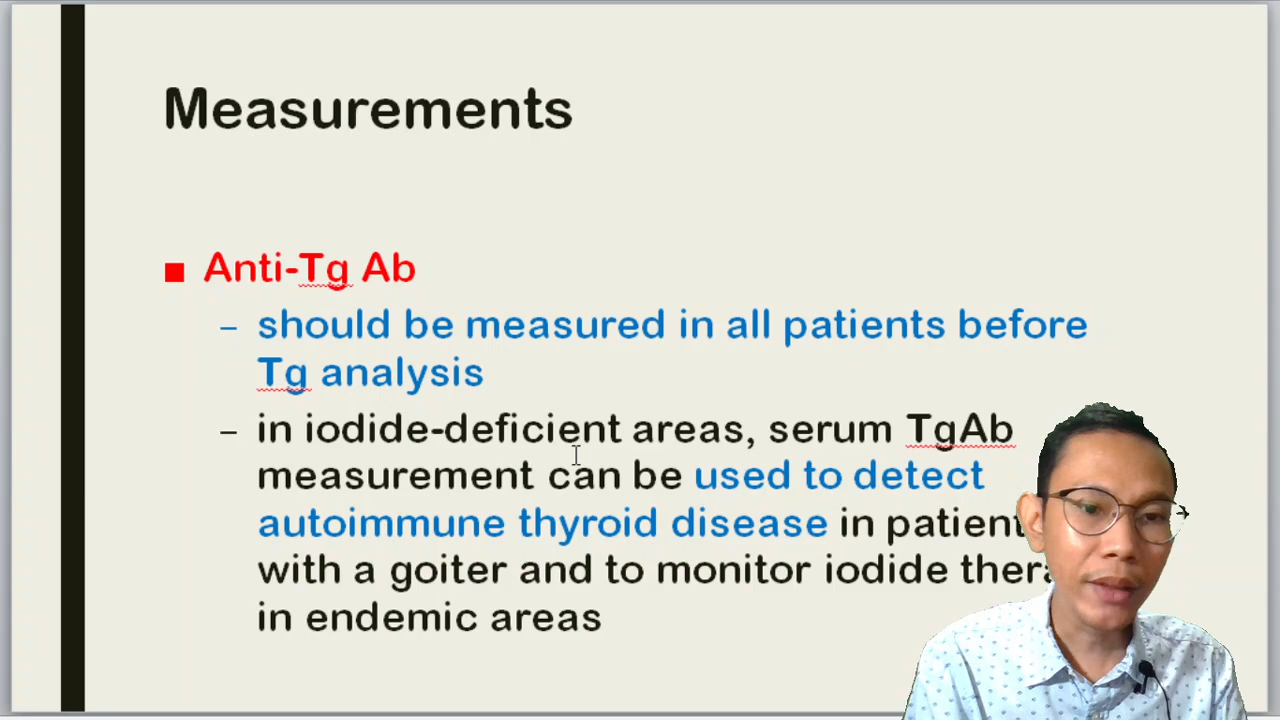 Measurements
Anti-Tg Ab
– should be measured in all patients before
Tg analysis
– in iodide-deficient areas, serum TgAb
measurement can be used to detect
autoimmune thyroid disease in patient
with a goiter and to monitor iodide thera
in endemic areas